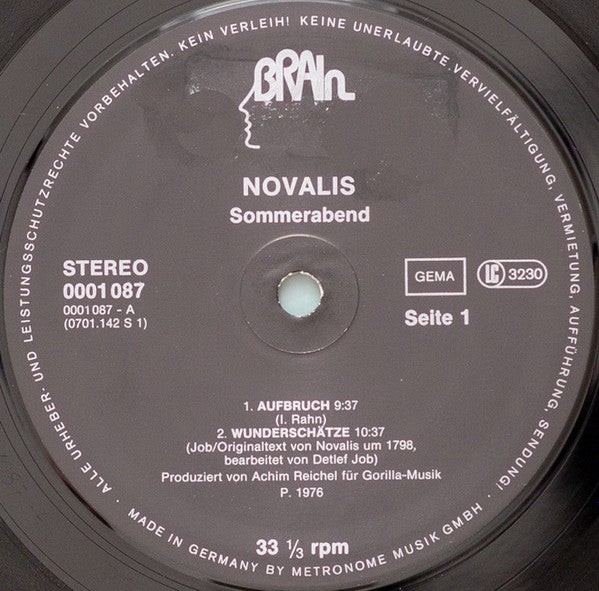 ALLE URHEBER- UND LEISTUNGSSCHUTZRECHTE VORBEHALTEN. KEIN VERLEIH! KEINE UNERLAUBTE VERVIELFÄLTIGUNG, VERMIETUNG, AUFFÜHRUNG, SENDUNG!
BRAIn
NOVALIS
Sommerabend
STEREO
0001 087
0001 087 - A
(0701.142 S 1)
GEMA
LC 3230
Seite 1
1. AUFBRUCH 9:37
(I. Rahn)
2. WUNDERSCHÄTZE 10:37
(Job/Originaltext von Novalis um 1798,
bearbeitet von Detlef Job)
Produziert von Achim Reichel für Gorilla-Musik
P. 1976
33 ⅓ rpm
· MADE IN GERMANY BY METRONOME MUSIK GMBH ·